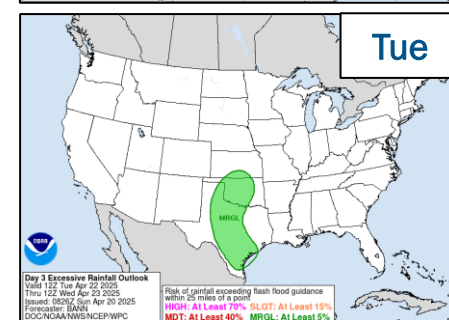 Tue
MRGL
NOAA
Day 3 Excessive Rainfall Outlook
Valid 12Z Tue Apr 22 2025
Thru 12Z Wed Apr 23 2025
Issued: 0826Z Sun Apr 20 2025
Forecaster: BANN
DOC/NOAA/NWS/NCEP/WPC
Risk of rainfall exceeding flash flood guidance
within 25 miles of a point
HIGH: At Least 70% SLGT: At Least 15%
MDT: At Least 40% MRGL: At Least 5%